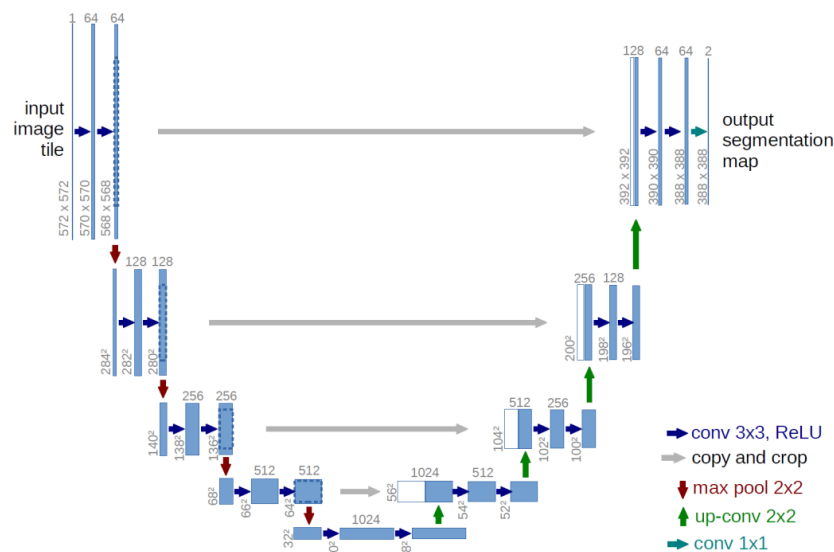 1
64
64
input
image
tile
572 x 572
570 x 570
568 x 568
128
64
64
2
output
segmentation
map
392 x 392
390 x 390
388 x 388
388 x 388
128
128
284²
282²
280²
256
128
200²
198²
196²
256
256
140²
138²
136²
512
256
104²
102²
100²
512
512
68²
66²
64²
1024
512
56²
54²
52²
1024
32²
0²
8²
conv 3x3, ReLU
copy and crop
max pool 2x2
up-conv 2x2
conv 1x1